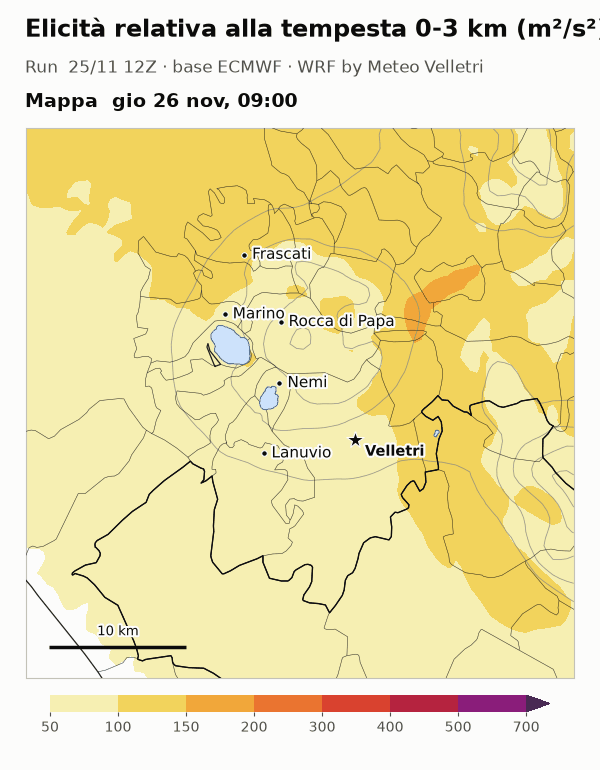 Elicità relativa alla tempesta 0-3 km (m²/s²)
Run  25/11 12Z · base ECMWF · WRF by Meteo Velletri
Mappa  gio 26 nov, 09:00
Frascati
Marino
Rocca di Papa
Nemi
Velletri
Lanuvio
10 km
50 100 150 200 300 400 500 700